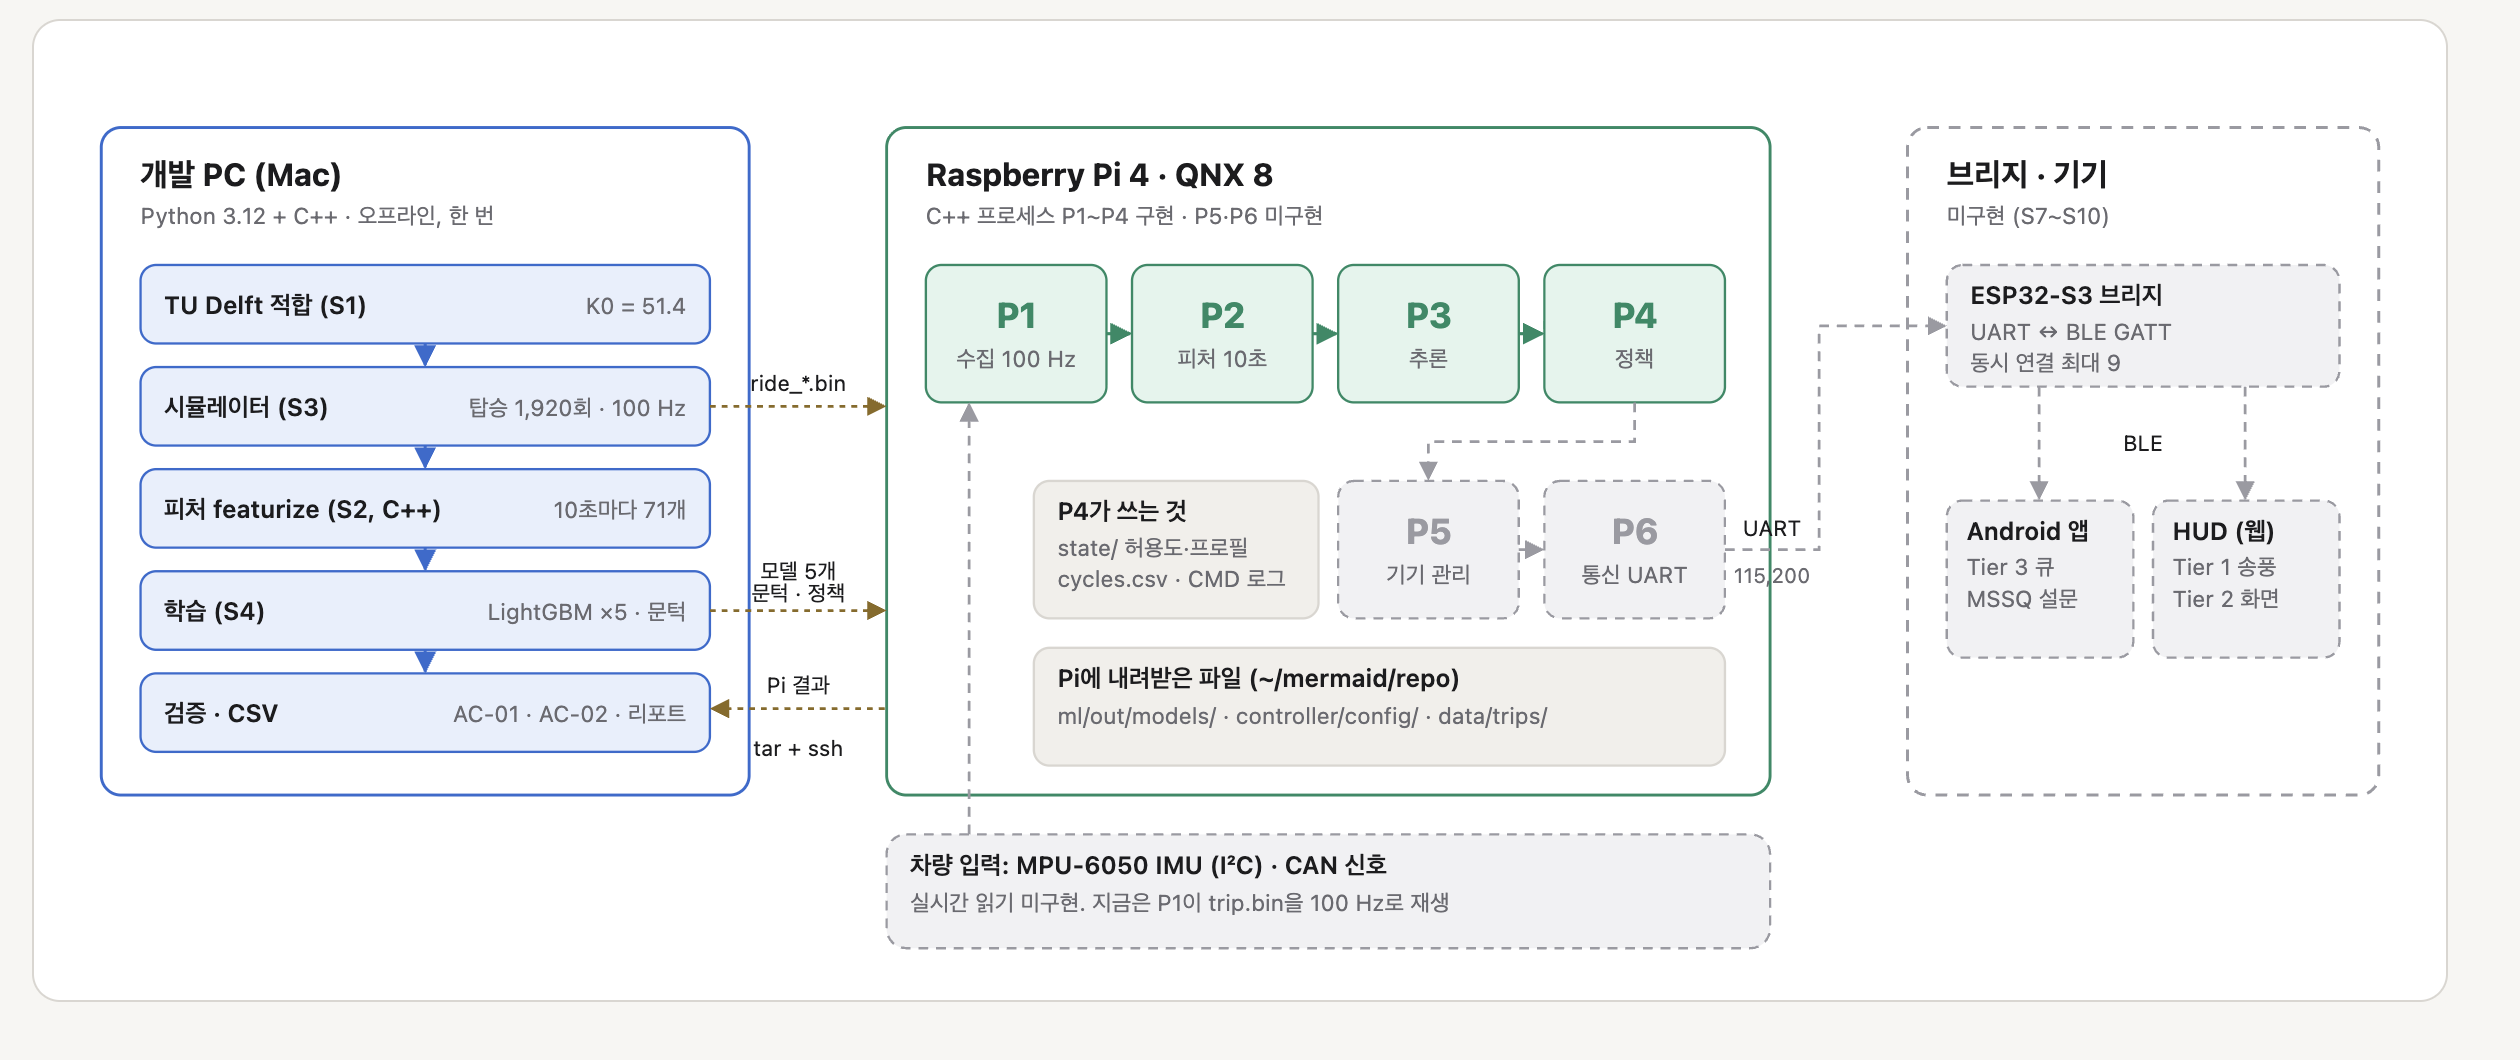 개발 PC (Mac)
Python 3.12 + C++ · 오프라인, 한 번
TU Delft 적합 (S1)
K0 = 51.4
시뮬레이터 (S3)
탑승 1,920회 · 100 Hz
피처 featurize (S2, C++)
10초마다 71개
학습 (S4)
LightGBM ×5 · 문턱
검증 · CSV
AC-01 · AC-02 · 리포트
ride_*.bin
모델 5개
문턱 · 정책
Pi 결과
tar + ssh
Raspberry Pi 4 · QNX 8
C++ 프로세스 P1~P4 구현 · P5·P6 미구현
P1
수집 100 Hz
P2
피처 10초
P3
추론
P4
정책
P4가 쓰는 것
state/ 허용도·프로필
cycles.csv · CMD 로그
P5
기기 관리
P6
통신 UART
UART
115,200
Pi에 내려받은 파일 (~/mermaid/repo)
ml/out/models/ · controller/config/ · data/trips/
차량 입력: MPU-6050 IMU (I²C) · CAN 신호
실시간 읽기 미구현. 지금은 P1이 trip.bin을 100 Hz로 재생
브리지 · 기기
미구현 (S7~S10)
ESP32-S3 브리지
UART ↔ BLE GATT
동시 연결 최대 9
BLE
Android 앱
Tier 3 큐
MSSQ 설문
HUD (웹)
Tier 1 송풍
Tier 2 화면